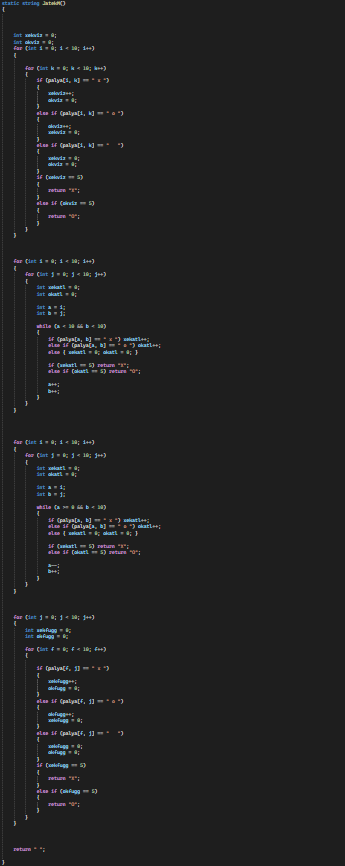 static string JatekM()
{
int xekviz = 0;
int okviz = 0;
for (int i = 0; i < 10; i++)
{
for (int k = 0; k < 10; k++)
{
if (palya[i, k] == " x ")
{
xekviz++;
okviz = 0;
}
else if (palya[i, k] == " o ")
{
okviz++;
xekviz = 0;
}
else if (palya[i, k] == "   ")
{
xekviz = 0;
okviz = 0;
}
if (xekviz == 5)
{
return "X";
}
else if (okviz == 5)
{
return "O";
}
}
}
for (int i = 0; i < 10; i++)
{
for (int j = 0; j < 10; j++)
{
int xekatl = 0;
int okatl = 0;
int a = i;
int b = j;
while (a < 10 && b < 10)
{
if (palya[a, b] == " x ") xekatl++;
else if (palya[a, b] == " o ") okatl++;
else { xekatl = 0; okatl = 0; }
if (xekatl == 5) return "X";
else if (okatl == 5) return "O";
a++;
b++;
}
}
}
for (int i = 0; i < 10; i++)
{
for (int j = 0; j < 10; j++)
{
int xekatl = 0;
int okatl = 0;
int a = i;
int b = j;
while (a >= 0 && b < 10)
{
if (palya[a, b] == " x ") xekatl++;
else if (palya[a, b] == " o ") okatl++;
else { xekatl = 0; okatl = 0; }
if (xekatl == 5) return "X";
else if (okatl == 5) return "O";
a--;
b++;
}
}
}
for (int j = 0; j < 10; j++)
{
int xekfugg = 0;
int okfugg = 0;
for (int f = 0; f < 10; f++)
{
if (palya[f, j] == " x ")
{
xekfugg++;
okfugg = 0;
}
else if (palya[f, j] == " o ")
{
okfugg++;
xekfugg = 0;
}
else if (palya[f, j] == "   ")
{
xekfugg = 0;
okfugg = 0;
}
if (xekfugg == 5)
{
return "X";
}
else if (okfugg == 5)
{
return "O";
}
}
}
return " ";
}